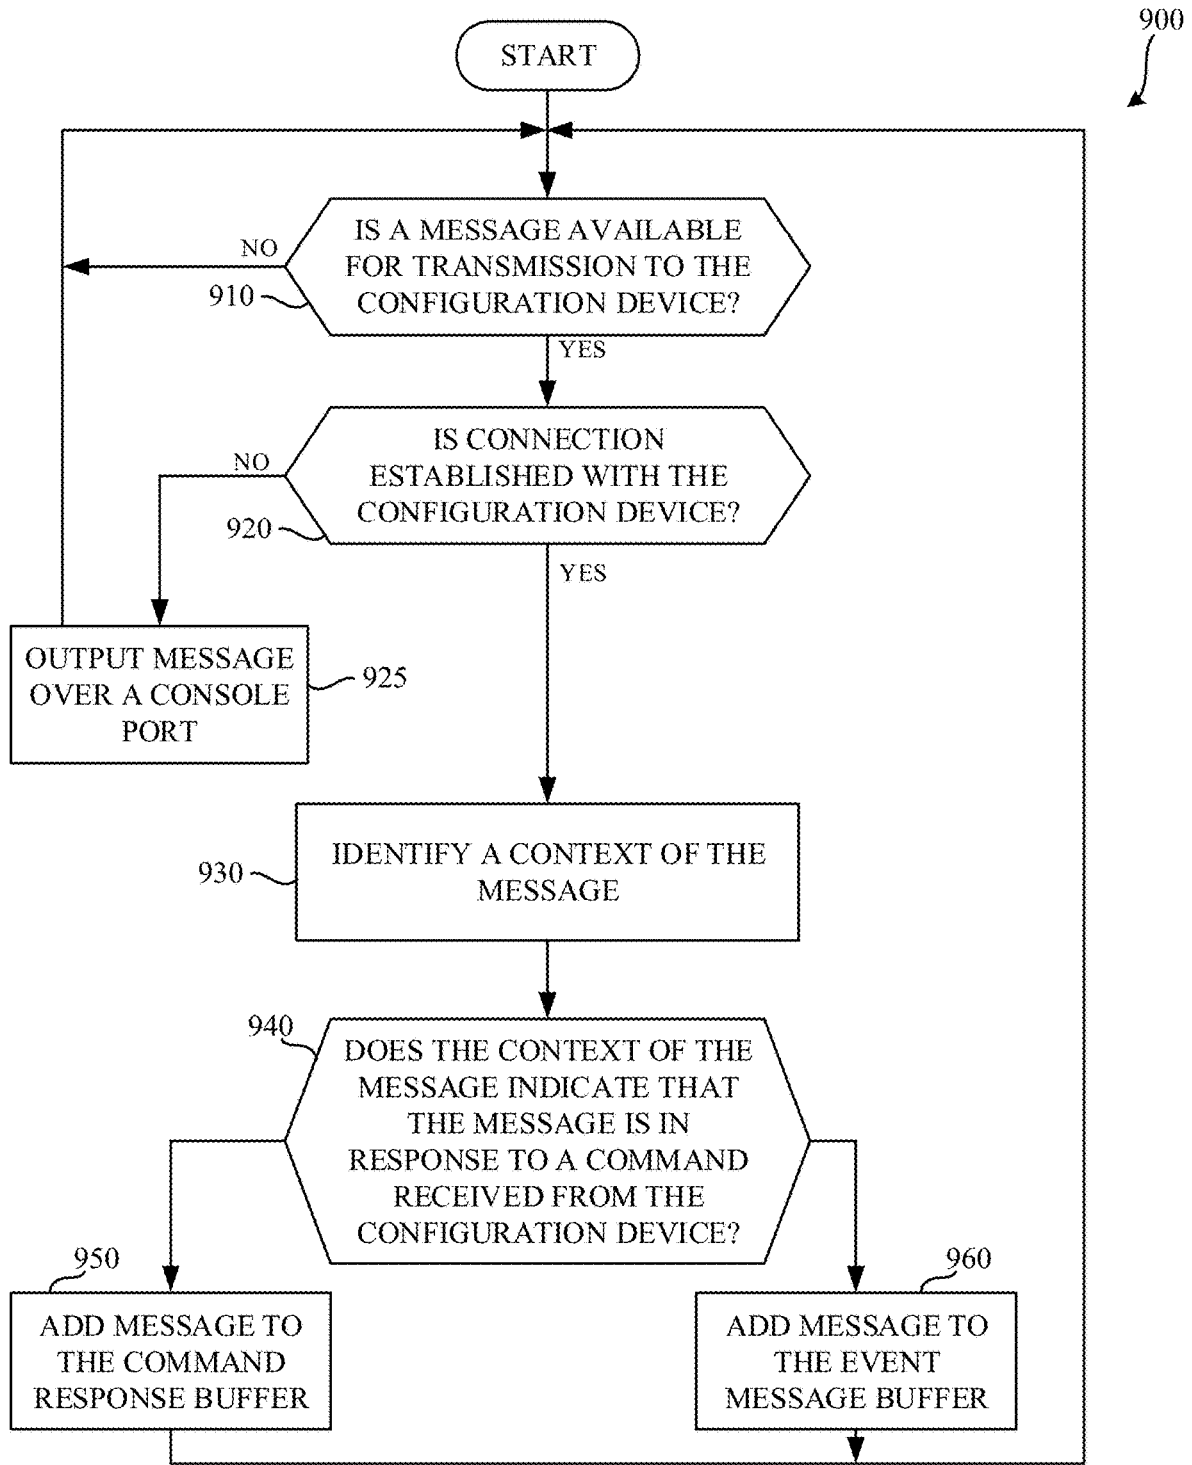 900
START
IS A MESSAGE AVAILABLE
FOR TRANSMISSION TO THE
CONFIGURATION DEVICE?
NO
910
YES
IS CONNECTION
ESTABLISHED WITH THE
CONFIGURATION DEVICE?
NO
920
YES
OUTPUT MESSAGE
OVER A CONSOLE
PORT
925
IDENTIFY A CONTEXT OF THE
MESSAGE
930
940
DOES THE CONTEXT OF THE
MESSAGE INDICATE THAT
THE MESSAGE IS IN
RESPONSE TO A COMMAND
RECEIVED FROM THE
CONFIGURATION DEVICE?
950
ADD MESSAGE TO
THE COMMAND
RESPONSE BUFFER
960
ADD MESSAGE TO
THE EVENT
MESSAGE BUFFER